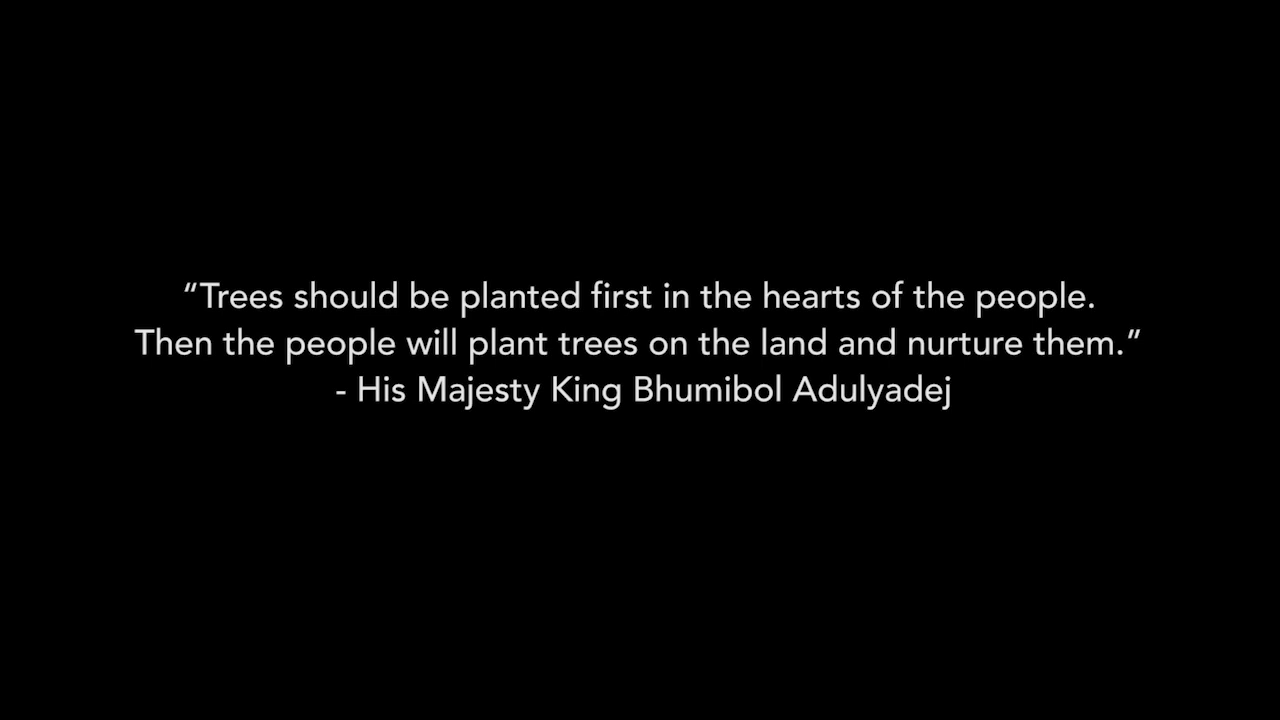 “Trees should be planted first in the hearts of the people.
Then the people will plant trees on the land and nurture them.”
- His Majesty King Bhumibol Adulyadej